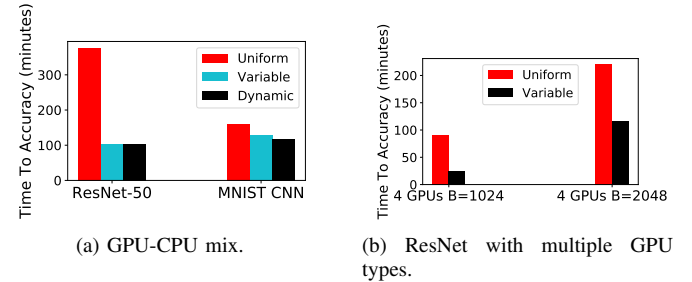 Time To Accuracy (minutes)
300
200
100
0
Uniform
Variable
Dynamic
ResNet-50 MNIST CNN
(a) GPU-CPU mix.
Time To Accuracy (minutes)
200
150
100
50
0
Uniform
Variable
4 GPUs B=1024 4 GPUs B=2048
(b) ResNet with multiple GPU
types.